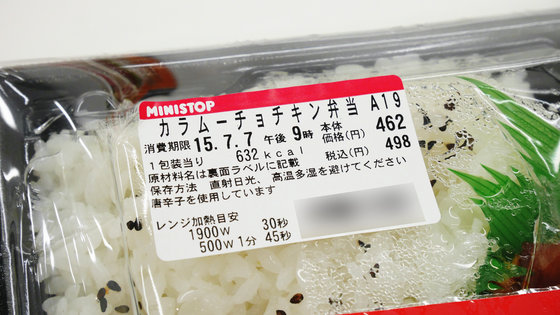 MINISTOP
カラムーチョチキン弁当 A19
消費期限 15.7.7 午後 9時 本体価格(円) 462
1包装当り 632kcal 税込(円) 498
原材料名は裏面ラベルに記載
保存方法 直射日光、高温多湿を避けてください
唐辛子を使用しています
レンジ加熱目安
1900W 30秒
500W 1分 45秒